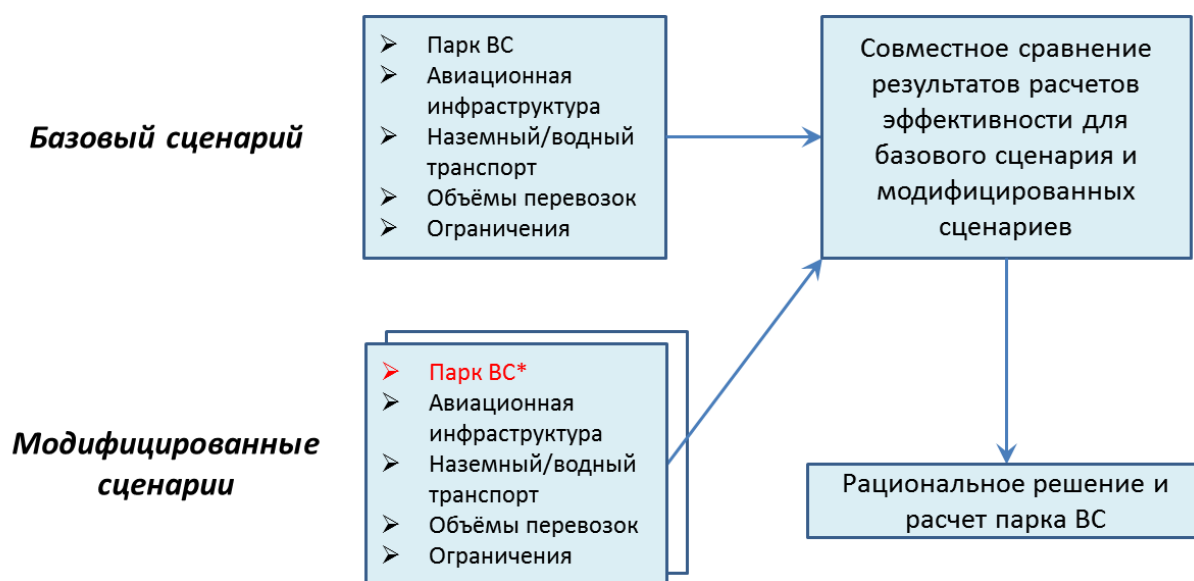 Базовый сценарий
➢ Парк ВС
➢ Авиационная
инфраструктура
➢ Наземный/водный
транспорт
➢ Объёмы перевозок
➢ Ограничения
Совместное сравнение
результатов расчетов
эффективности для
базового сценария и
модифицированных
сценариев
Модифицированные
сценарии
➢ Парк ВС*
➢ Авиационная
инфраструктура
➢ Наземный/водный
транспорт
➢ Объёмы перевозок
➢ Ограничения
Рациональное решение и
расчет парка ВС